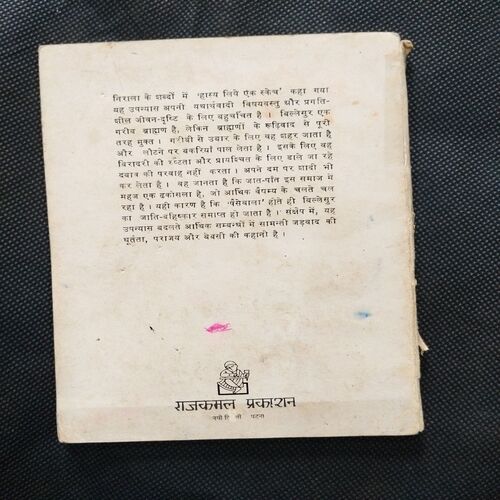 निराला के शब्दों में 'हास्य लिये एक स्केच' कहा गया
यह उपन्यास अपनी यथार्थवादी विषयवस्तु और प्रगति-
शील जीवन-दृष्टि के लिए बहुचर्चित है । बिल्लेसुर एक
गरीब ब्राह्मण है, लेकिन ब्राह्मणों के रूढ़िवाद से पूरी
तरह मुक्त । गरीबी से उबार के लिए वह शहर जाता है
और लौटने पर बकरियाँ पाल लेता है । इसके लिए वह
बिरादरी की रुष्टता और प्रायश्चित के लिए डाले जा रहे
दबाव की परवाह नहीं करता । अपने दम पर शादी भी
कर लेता है । वह जानता है कि जात-पाँत इस समाज में
महज़ एक ढकोसला है, जो आर्थिक वैषम्य के चलते चल
रहा है । यही कारण है कि 'पैसेवाला' होते ही बिल्लेसुर
का जाति-बहिष्कार समाप्त हो जाता है । संक्षेप में, यह
उपन्यास बदलते आर्थिक सम्बन्धों में सामन्ती जड़वाद की
धूर्तता, पराजय और बेबसी की कहानी है ।
राजकमल प्रकाशन
नयी दिल्ली पटना